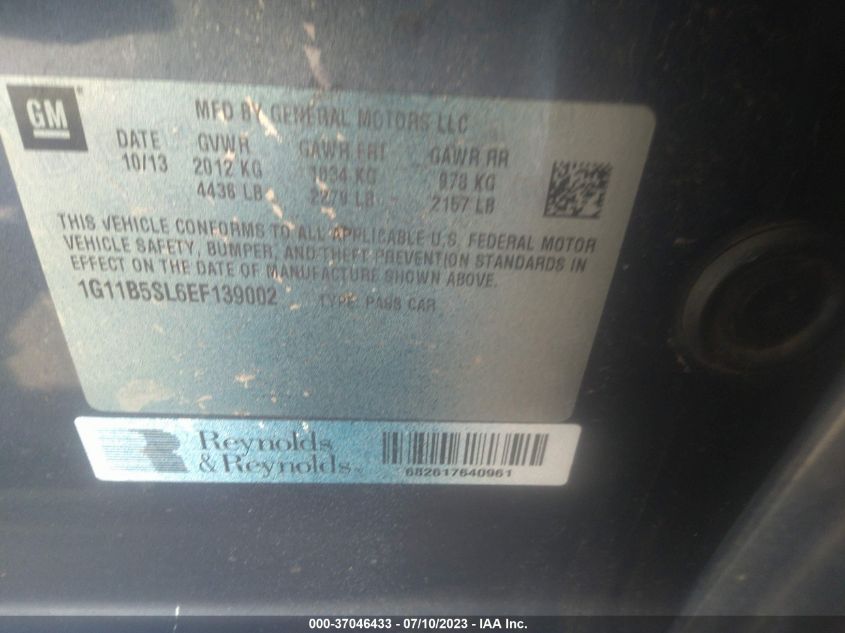 GM
MFD BY GENERAL MOTORS LLC
DATE GVWR GAWR FRT GAWR RR
10/13 2012 KG 1034 KG 978 KG
4436 LB 2279 LB 2157 LB
THIS VEHICLE CONFORMS TO ALL APPLICABLE U.S. FEDERAL MOTOR
VEHICLE SAFETY, BUMPER, AND THEFT PREVENTION STANDARDS IN
EFFECT ON THE DATE OF MANUFACTURE SHOWN ABOVE.
1G11B5SL6EF139002 TYPE: PASS CAR
Reynolds
& Reynolds
682617640961
000-37046433 - 07/10/2023 - IAA Inc.